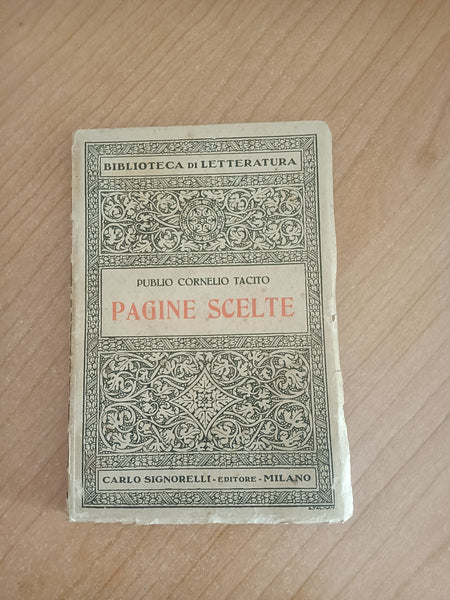 BIBLIOTECA DI LETTERATURA
PUBLIO CORNELIO TACITO
PAGINE SCELTE
CARLO SIGNORELLI - EDITORE - MILANO